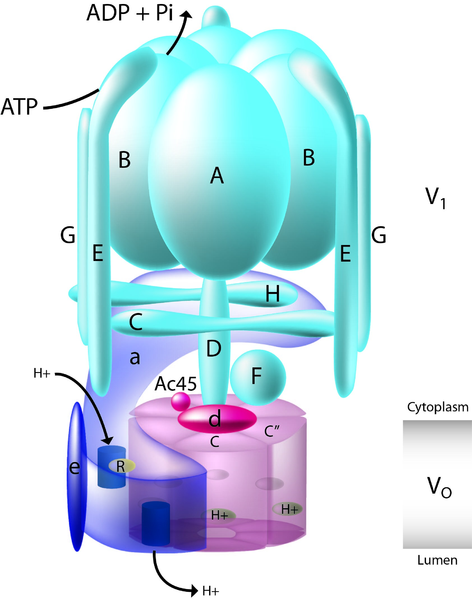 ADP + Pi
ATP
B
A
B
V1
G
E
E
G
H
C
D
a
H+
Ac45
F
Cytoplasm
d
C
C”
e
R
VO
H+
H+
Lumen
H+